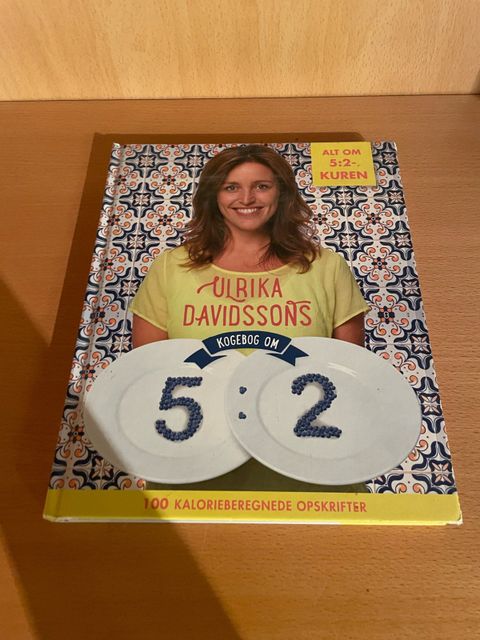 ALT OM
5:2-
KUREN
ULRIKA
DAVIDSSONS
KOGEBOG OM
5:2
100 KALORIEBEREGNEDE OPSKRIFTER